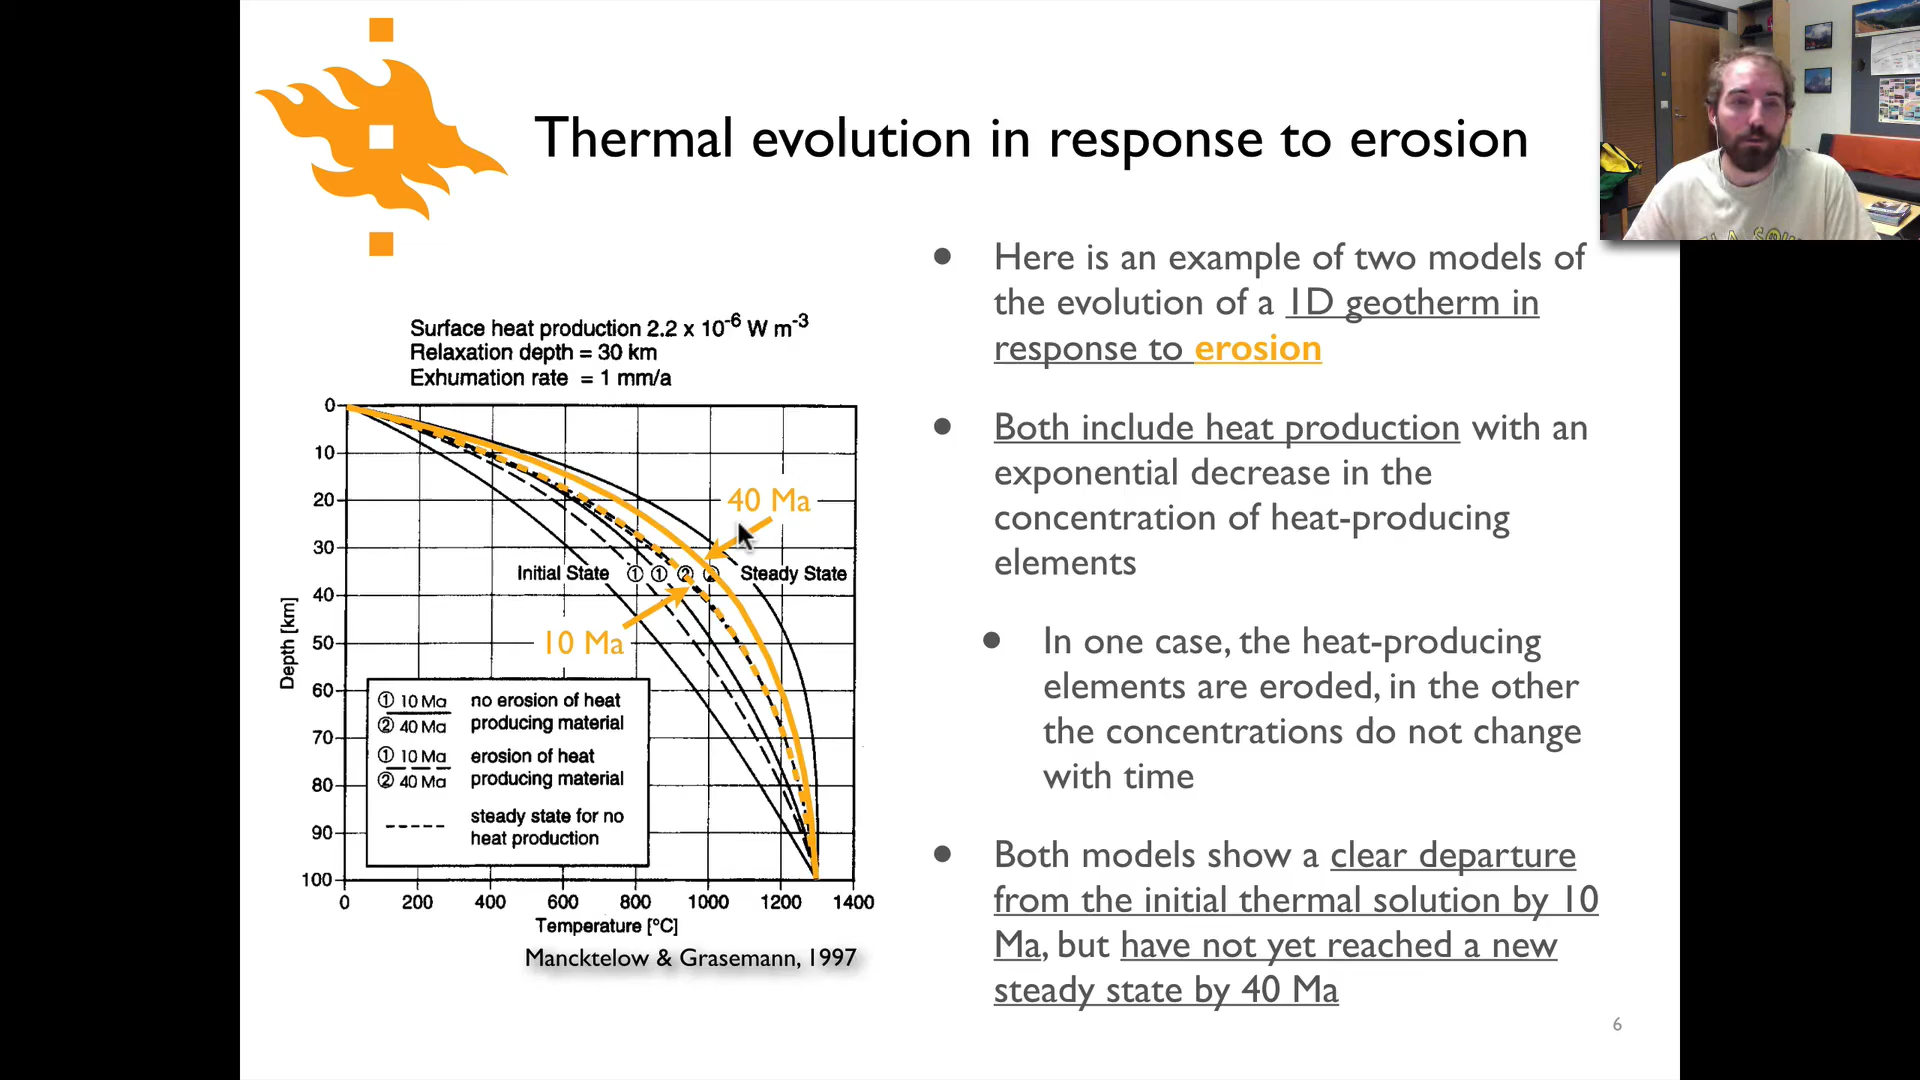 Thermal evolution in response to erosion
Surface heat production 2.2 x 10⁻⁶ W m⁻³
Relaxation depth = 30 km
Exhumation rate = 1 mm/a
0
10
20
30
40
50
60
70
80
90
100
Depth [km]
40 Ma
Initial State ① ① ② ② Steady State
10 Ma
① 10 Ma no erosion of heat
② 40 Ma producing material
① 10 Ma erosion of heat
② 40 Ma producing material
steady state for no
heat production
0 200 400 600 800 1000 1200 1400
Temperature [°C]
Mancktelow & Grasemann, 1997
● Here is an example of two models of
the evolution of a 1D geotherm in
response to erosion
● Both include heat production with an
exponential decrease in the
concentration of heat-producing
elements
● In one case, the heat-producing
elements are eroded, in the other
the concentrations do not change
with time
● Both models show a clear departure
from the initial thermal solution by 10
Ma, but have not yet reached a new
steady state by 40 Ma
6